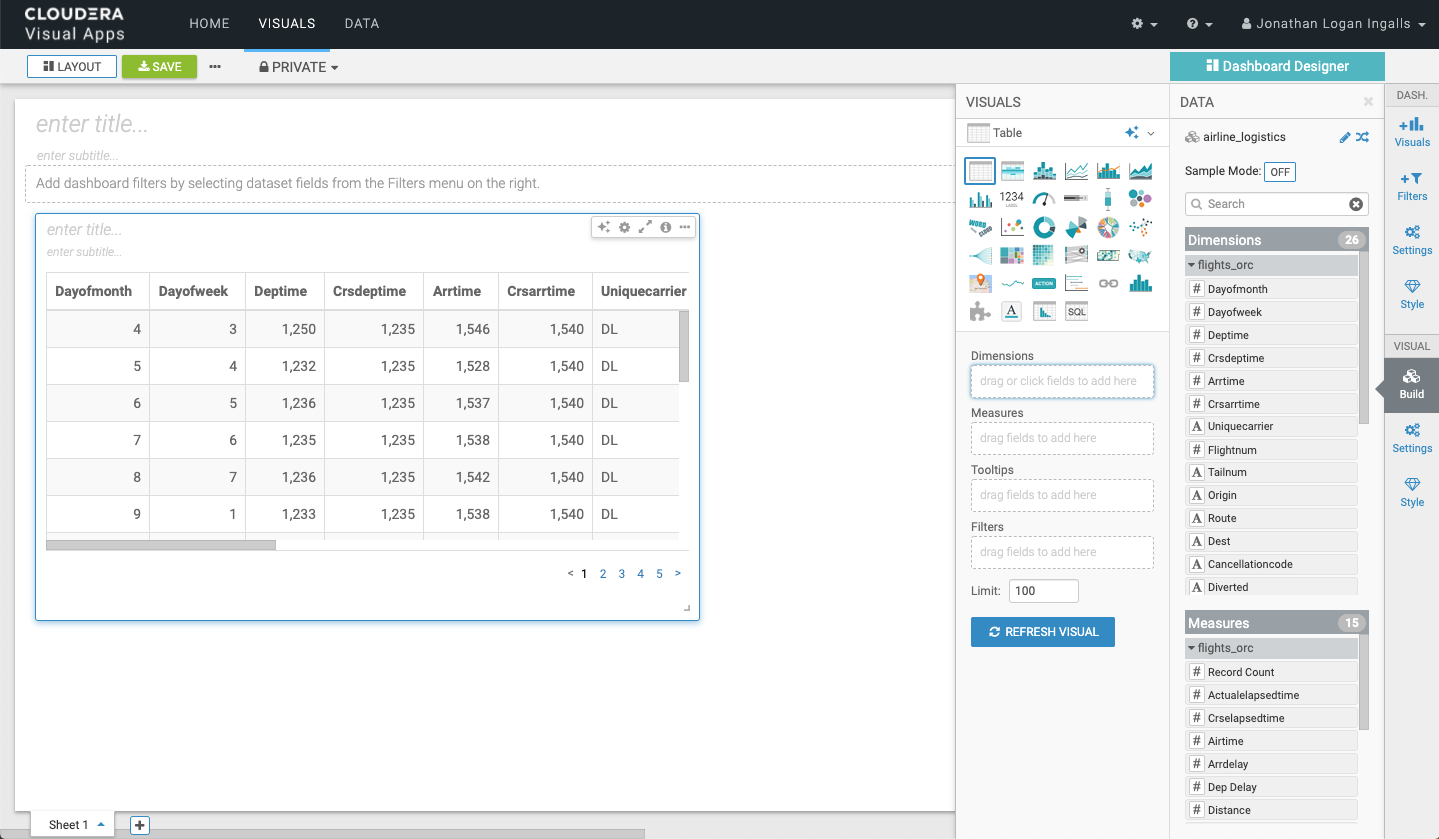 CLOUDERA
Visual Apps
HOME VISUALS DATA
Jonathan Logan Ingalls
LAYOUT SAVE PRIVATE
Dashboard Designer
enter title...
enter subtitle...
Add dashboard filters by selecting dataset fields from the Filters menu on the right.
enter title...
enter subtitle...
Dayofmonth Dayofweek Deptime Crsdeptime Arrtime Crsarrtime Uniquecarrier
4 3 1,250 1,235 1,546 1,540 DL
5 4 1,232 1,235 1,528 1,540 DL
6 5 1,236 1,235 1,537 1,540 DL
7 6 1,235 1,235 1,538 1,540 DL
8 7 1,236 1,235 1,542 1,540 DL
9 1 1,233 1,235 1,538 1,540 DL
< 1 2 3 4 5 >
Sheet 1
VISUALS
Table
1234
LABEL
WORD
CLOUD
ACTION
A
SQL
Dimensions
drag or click fields to add here
Measures
drag fields to add here
Tooltips
drag fields to add here
Filters
drag fields to add here
Limit: 100
REFRESH VISUAL
DATA
airline_logistics
Sample Mode: OFF
Search
Dimensions 26
flights_orc
# Dayofmonth
# Dayofweek
# Deptime
# Crsdeptime
# Arrtime
# Crsarrtime
A Uniquecarrier
# Flightnum
A Tailnum
A Origin
A Route
A Dest
A Cancellationcode
A Diverted
Measures 15
flights_orc
# Record Count
# Actualelapsedtime
# Crselapsedtime
# Airtime
# Arrdelay
# Dep Delay
# Distance
DASH.
Visuals
Filters
Settings
Style
VISUAL
Build
Settings
Style